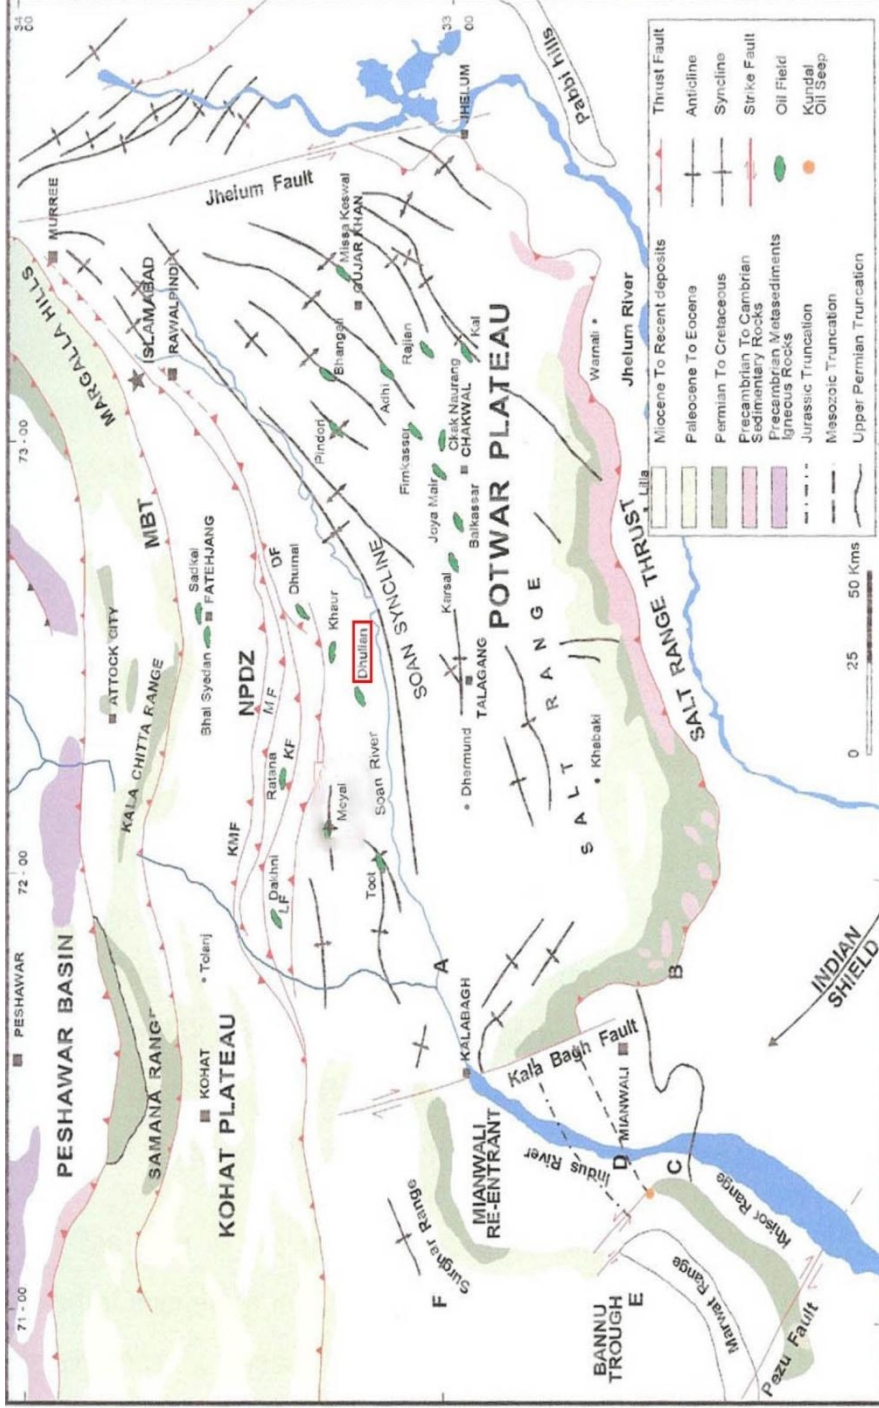 34
00
33
00
71 - 00
72 - 00
73 - 00
PESHAWAR
PESHAWAR BASIN
SAMANA RANGE
KOHAT
KOHAT PLATEAU
Tolanj
ATTOCK CITY
KALA CHITTA RANGE
MBT
MARGALLA HILLS
MURREE
ISLAMABAD
RAWALPINDI
Bhal Syedan
Sadkal
FATEHJANG
NPDZ
KMF
MF
KF
LF
DF
Dakhni
Ratana
Dhurnal
Khaur
Dhulian
Meyal
Toot
Soan River
SOAN SYNCLINE
Pindori
Bhangali
Adhi
Rajian
Missa Keswal
GUJAR KHAN
Jhelum Fault
JHELUM
Pabbi hills
Fimkassar
Chak Naurang
CHAKWAL
Joya Mair
Balkassar
Karsal
Kal
TALAGANG
Dhermund
POTWAR PLATEAU
SALT RANGE
Khabaki
SALT RANGE THRUST
Lilla
Warnali
Jhelum River
A
B
C
D
E
F
KALABAGH
Kala Bagh Fault
MIANWALI
MIANWALI
RE-ENTRANT
Surghar Range
Indus River
BANNU
TROUGH
Marwat Range
Khisor Range
Pezu Fault
INDIAN
SHIELD
0 25 50 Kms
Miocene To Recent deposits
Paleocene To Eocene
Permian To Cretaceous
Precambrian To Cambrian
Sedimentary Rocks
Precambrian Metasediments
Igneous Rocks
Jurassic Truncation
Mesozoic Truncation
Upper Permian Truncation
Thrust Fault
Anticline
Syncline
Strike Fault
Oil Field
Kundal
Oil Seep